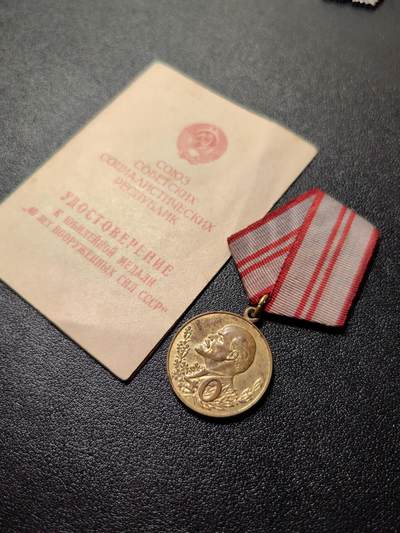 СОЮЗ
СОВЕТСКИХ
СОЦИАЛИСТИЧЕСКИХ
РЕСПУБЛИК
УДОСТОВЕРЕНИЕ
К ЮБИЛЕЙНОЙ МЕДАЛИ
„40 ЛЕТ ВООРУЖЕННЫХ СИЛ СССР"